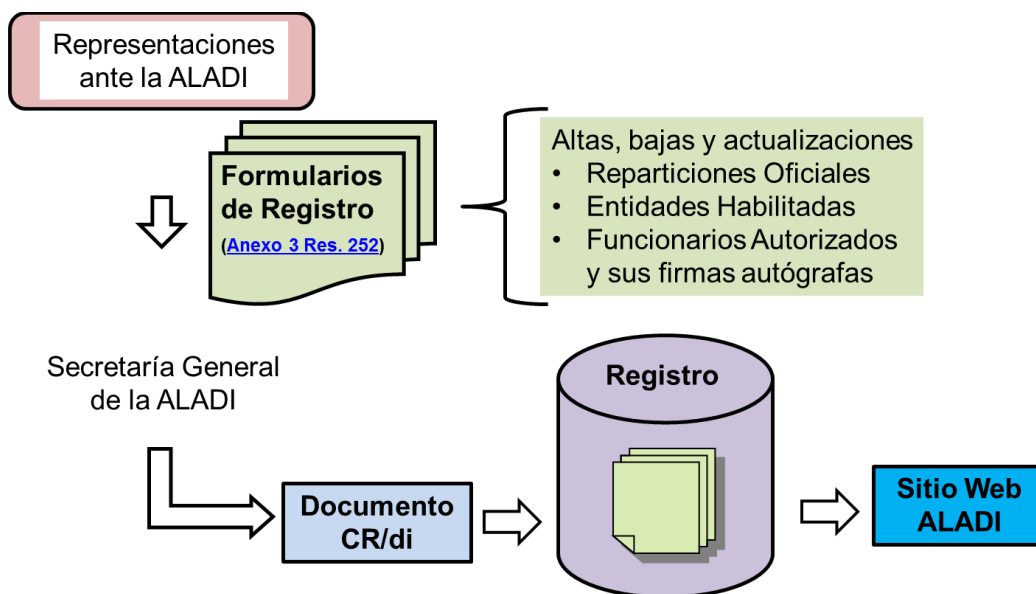 Representaciones
ante la ALADI
Formularios
de Registro
(Anexo 3 Res. 252)
Altas, bajas y actualizaciones
• Reparticiones Oficiales
• Entidades Habilitadas
• Funcionarios Autorizados
y sus firmas autógrafas
Secretaría General
de la ALADI
Documento
CR/di
Registro
Sitio Web
ALADI